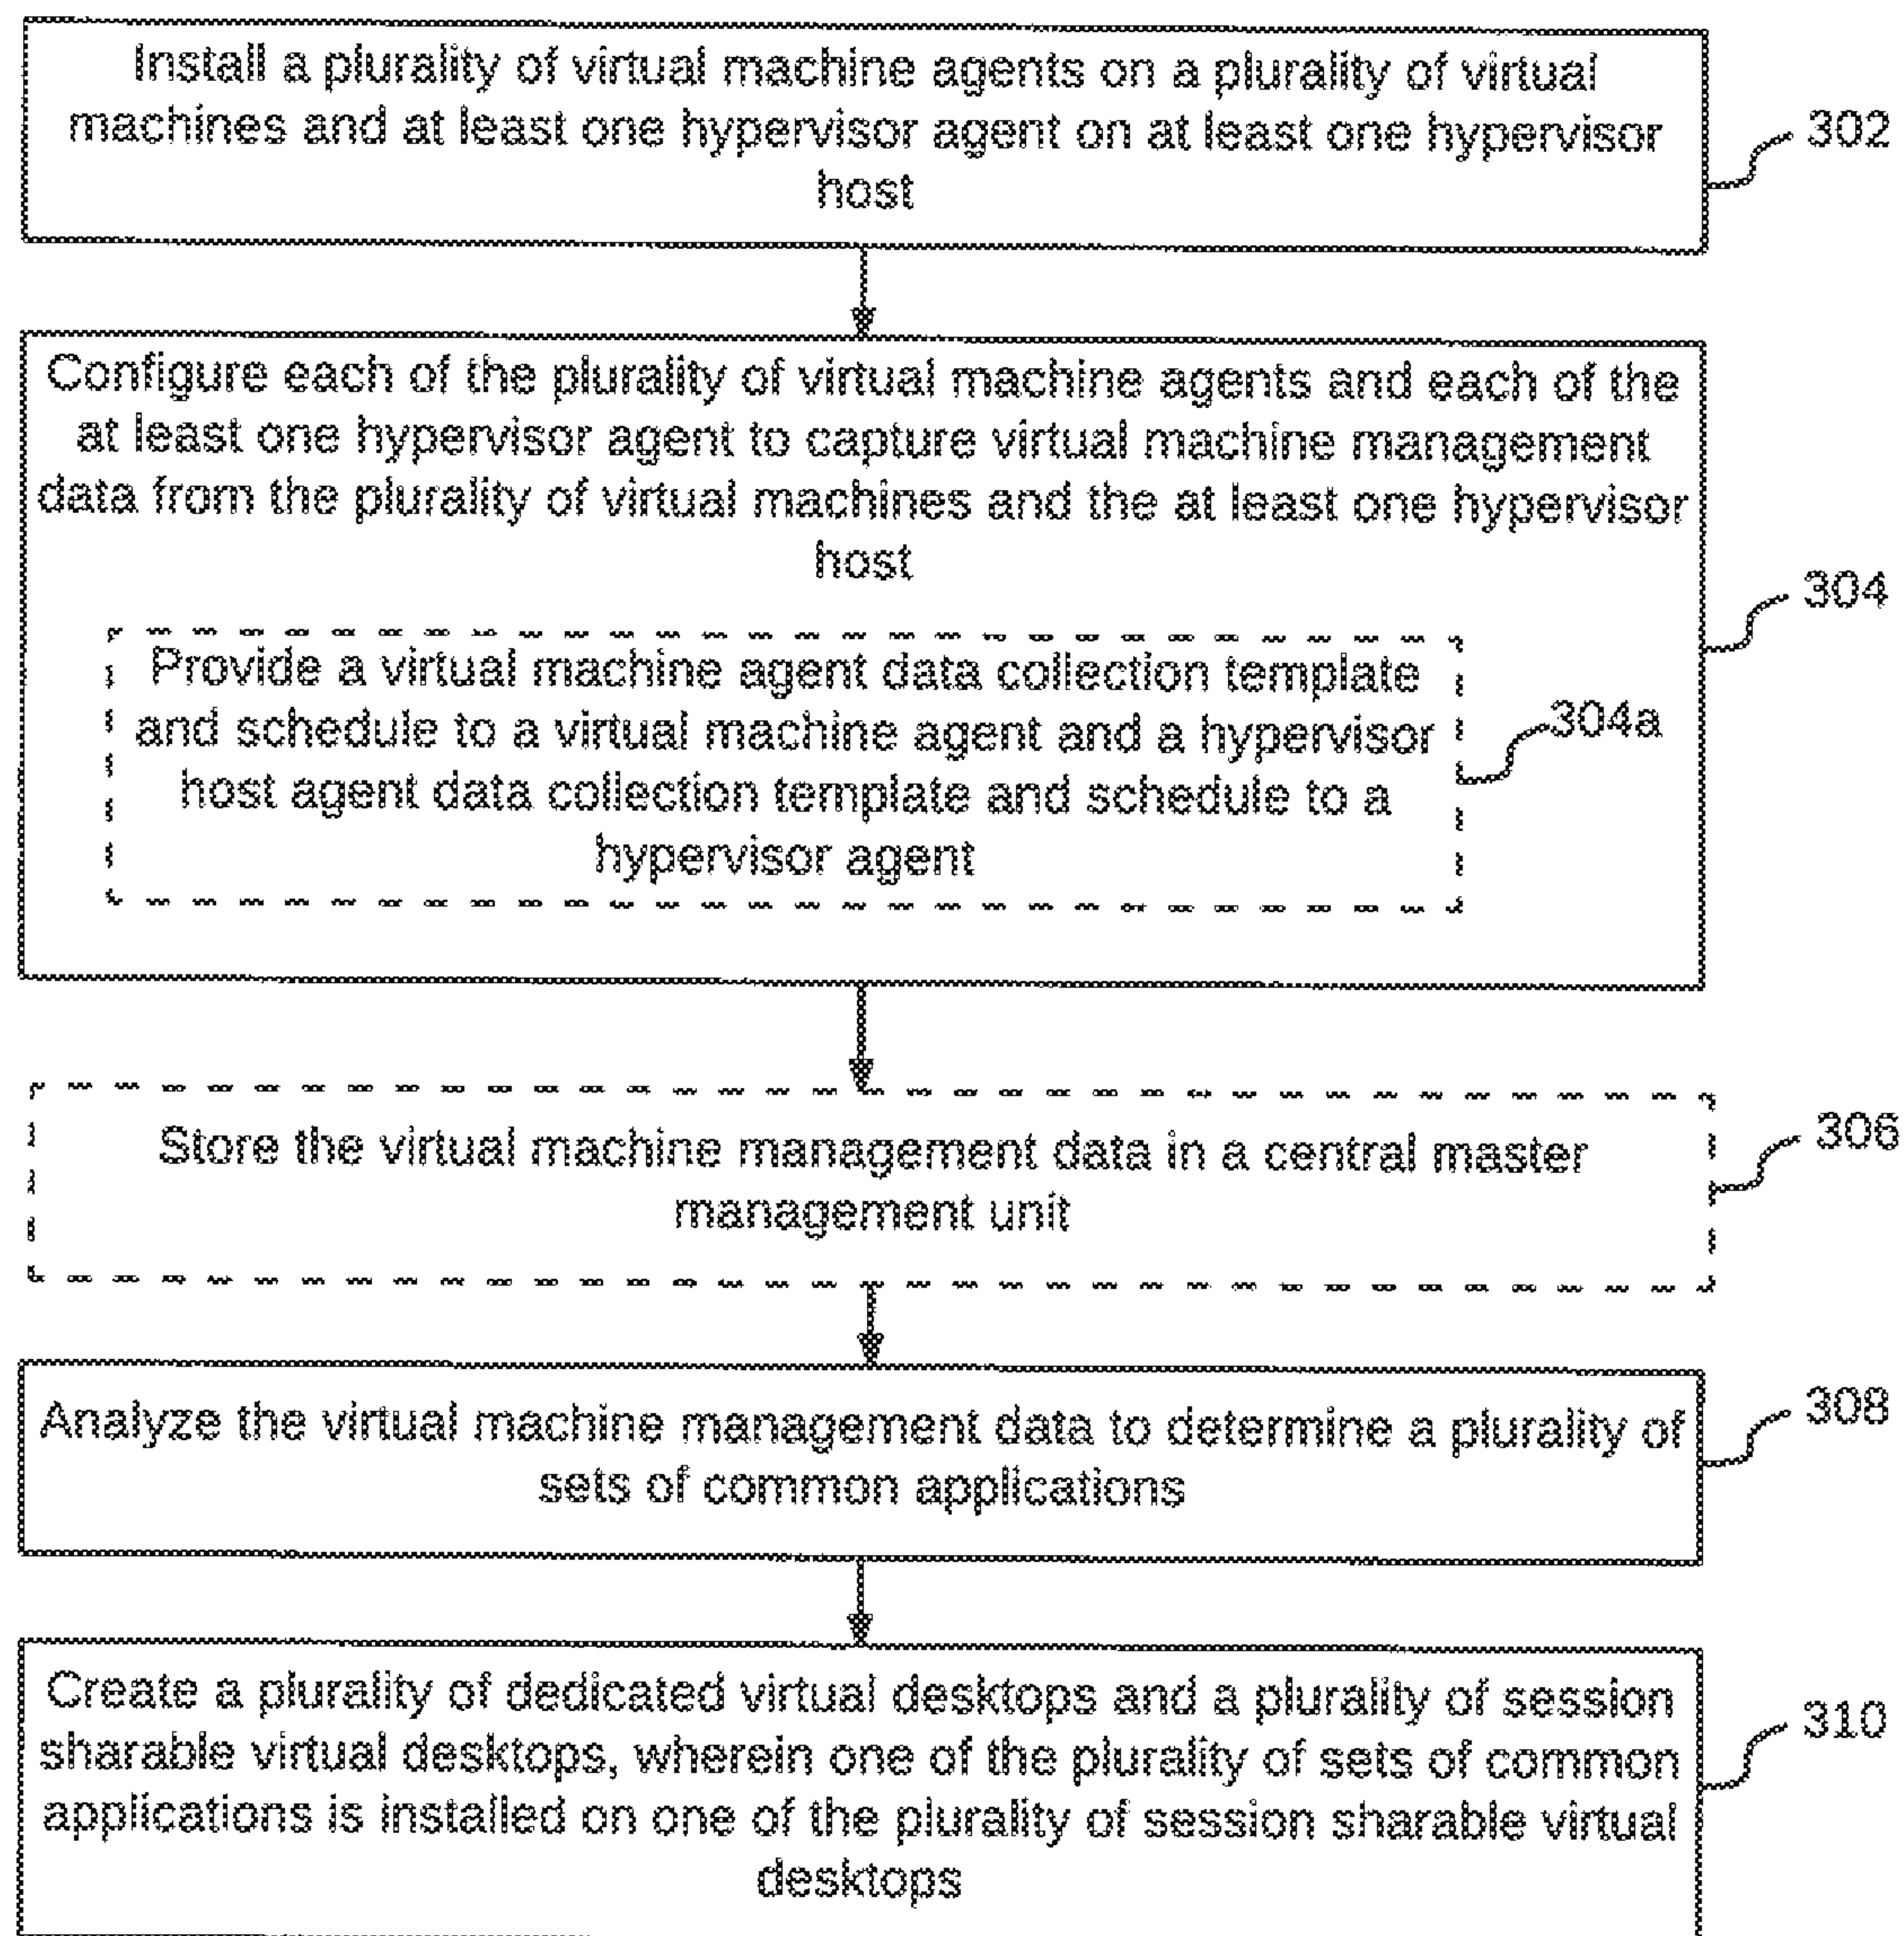 Install a plurality of virtual machine agents on a plurality of virtual
machines and at least one hypervisor agent on at least one hypervisor
host
302
Configure each of the plurality of virtual machine agents and each of the
at least one hypervisor agent to capture virtual machine management
data from the plurality of virtual machines and the at least one hypervisor
host
304
Provide a virtual machine agent data collection template
and schedule to a virtual machine agent and a hypervisor
host agent data collection template and schedule to a
hypervisor agent
304a
Store the virtual machine management data in a central master
management unit
306
Analyze the virtual machine management data to determine a plurality of
sets of common applications
308
Create a plurality of dedicated virtual desktops and a plurality of session
sharable virtual desktops, wherein one of the plurality of sets of common
applications is installed on one of the plurality of session sharable virtual
desktops
310